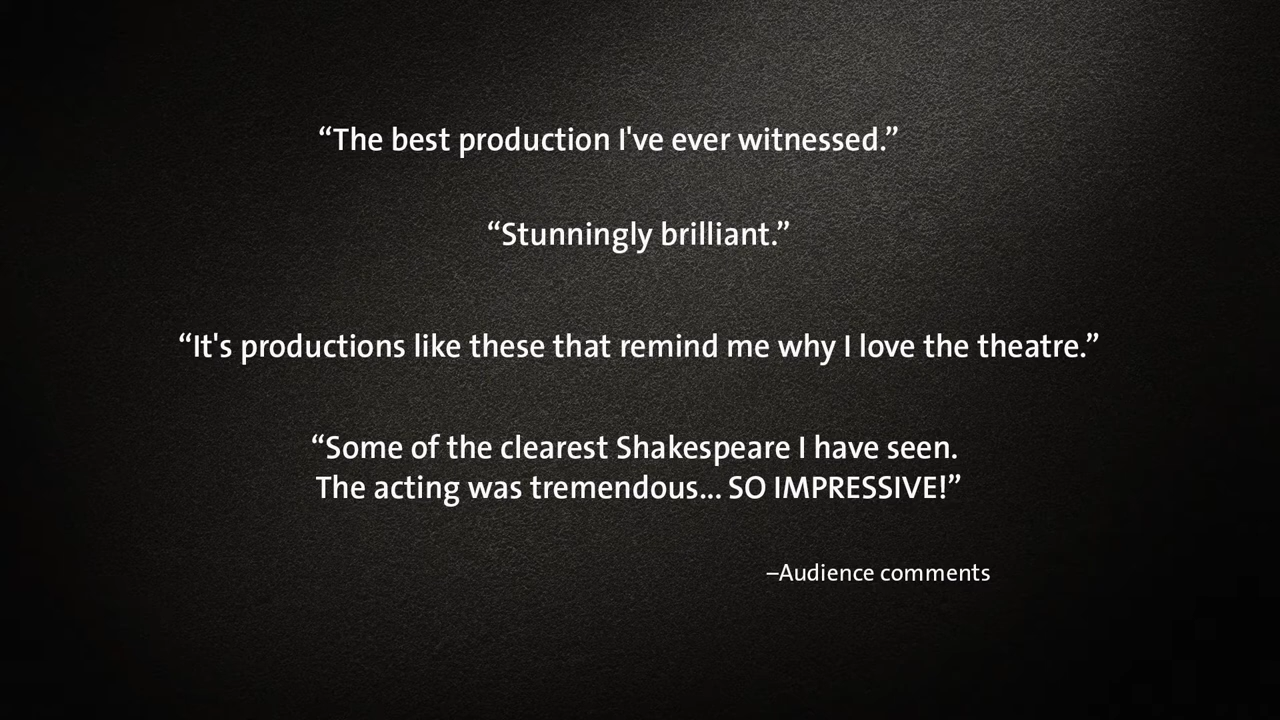 “The best production I've ever witnessed.”
“Stunningly brilliant.”
“It's productions like these that remind me why I love the theatre.”
“Some of the clearest Shakespeare I have seen.
The acting was tremendous... SO IMPRESSIVE!”
–Audience comments